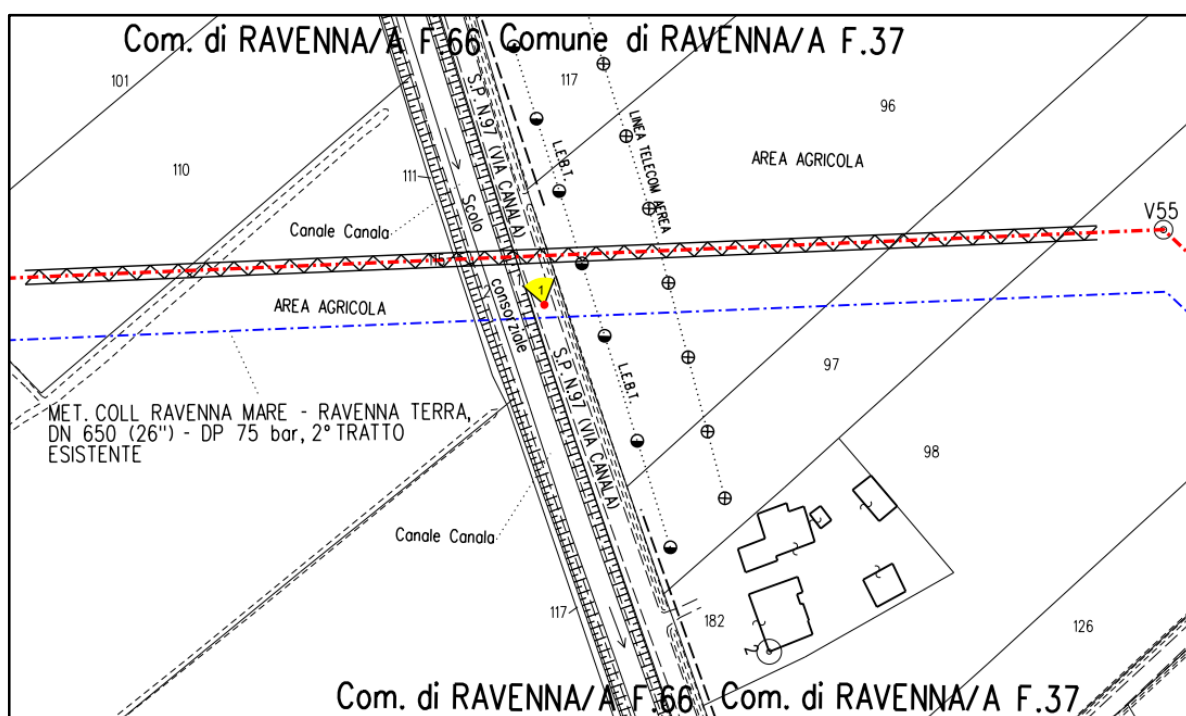 Com. di RAVENNA/A F.66 Comune di RAVENNA/A F.37
101
117
96
S.P. N.97 (VIA CANALA)
L.E.B.T.
LINEA TELECOM AEREA
AREA AGRICOLA
110
111
Scolo
Canale Canala
V55
1
consorziale
AREA AGRICOLA
S.P. N.97 (VIA CANALA)
L.E.B.T.
97
MET. COLL RAVENNA MARE - RAVENNA TERRA,
DN 650 (26") - DP 75 bar, 2° TRATTO
ESISTENTE
98
Canale Canala
117
182
126
2
Com. di RAVENNA/A F.66 Com. di RAVENNA/A F.37